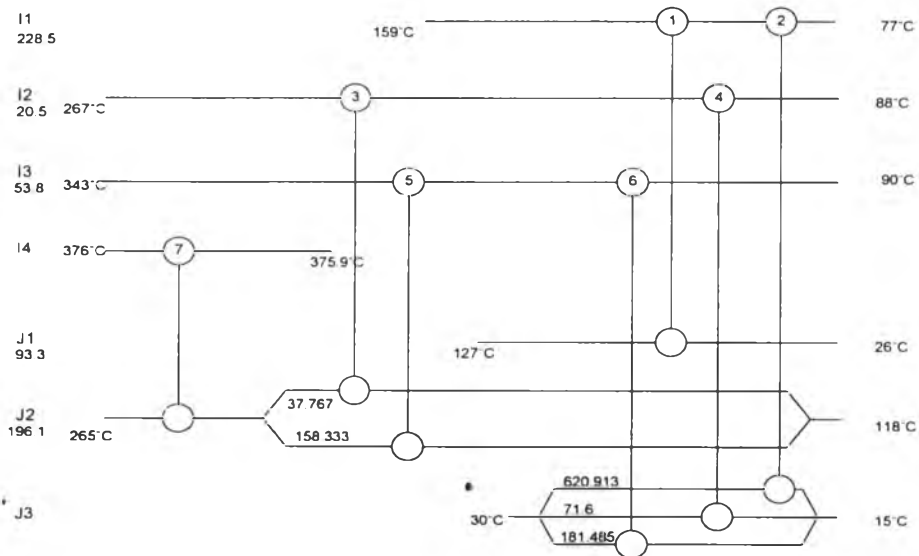 I1 159°C 1 2 77°C
228 5
I2 267°C 3 4 88°C
20 5
I3 343°C 5 6 90°C
53 8
I4 376°C 7 375.9°C
J1 127°C 26°C
93 3
37.767
J2 265°C 118°C
196 1
158 333
620.913
J3 30°C 71.6 15°C
181.485